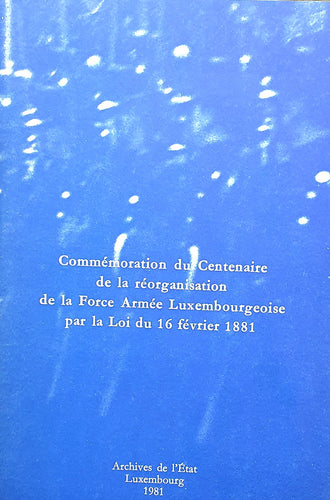 Commémoration du Centenaire
de la réorganisation
de la Force Armée Luxembourgeoise
par la Loi du 16 février 1881
Archives de l'État
Luxembourg
1981